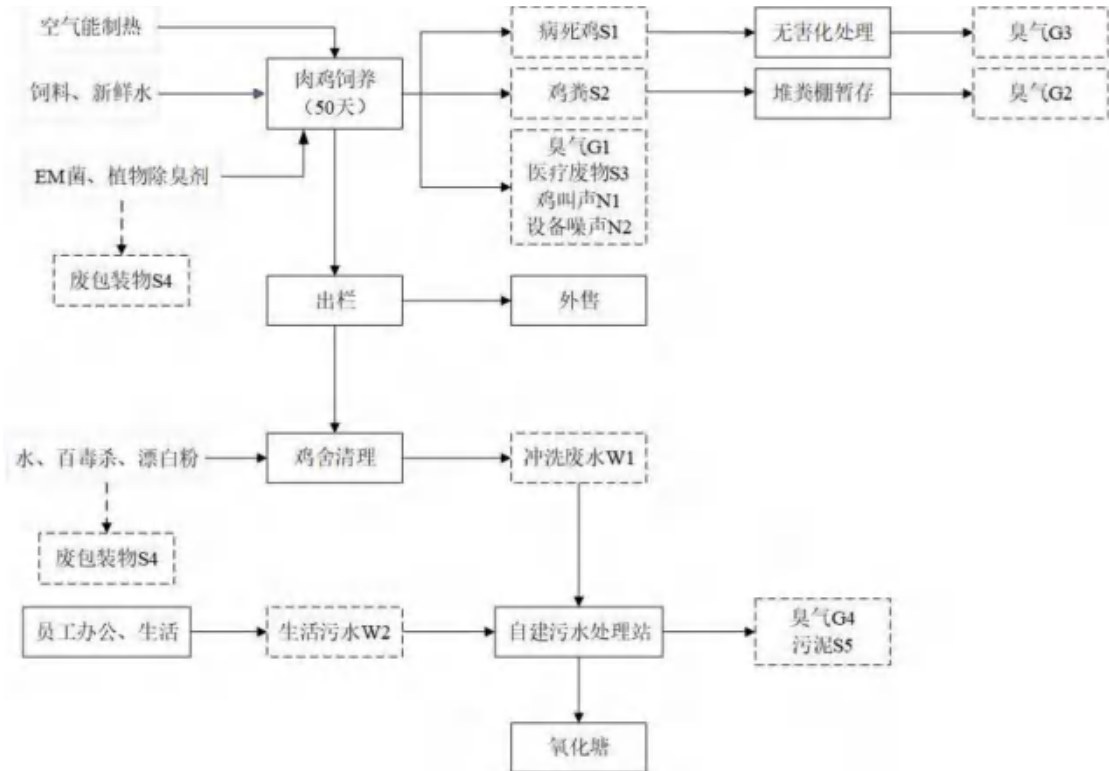 空气能制热
病死鸡S1
无害化处理
臭气G3
肉鸡饲养
(50天)
饲料、新鲜水
鸡粪S2
堆粪棚暂存
臭气G2
臭气G1
医疗废物S3
鸡叫声N1
设备噪声N2
EM菌、植物除臭剂
废包装物S4
出栏
外售
水、百毒杀、漂白粉
鸡舍清理
冲洗废水W1
废包装物S4
员工办公、生活
生活污水W2
自建污水处理站
臭气G4
污泥S5
氧化塘